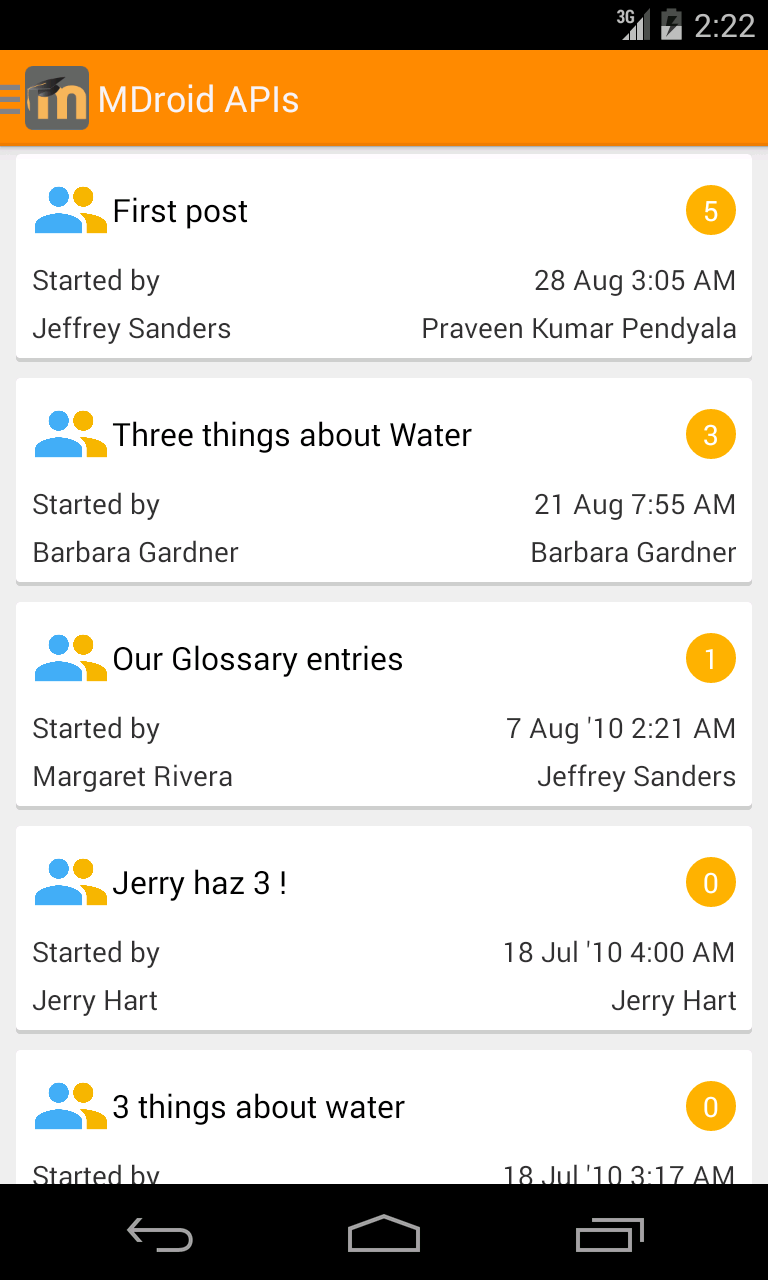 3G 2:22
m MDroid APIs
First post 5
Started by 28 Aug 3:05 AM
Jeffrey Sanders Praveen Kumar Pendyala
Three things about Water 3
Started by 21 Aug 7:55 AM
Barbara Gardner Barbara Gardner
Our Glossary entries 1
Started by 7 Aug '10 2:21 AM
Margaret Rivera Jeffrey Sanders
Jerry haz 3 ! 0
Started by 18 Jul '10 4:00 AM
Jerry Hart Jerry Hart
3 things about water 0
Started by 18 Jul '10 3:17 AM